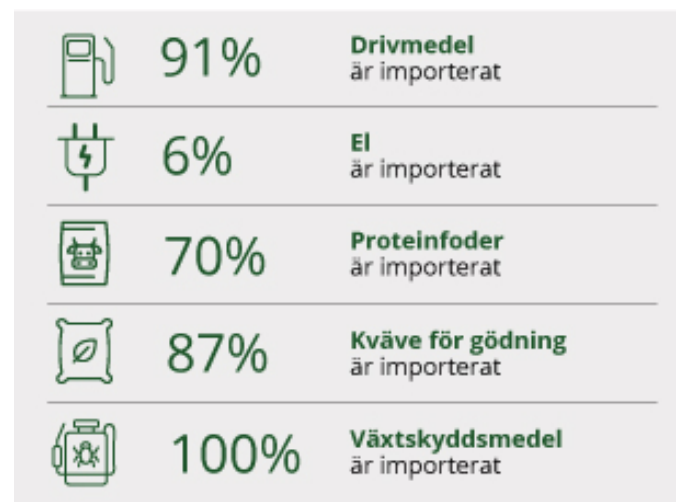 91%
Drivmedel
är importerat
6%
El
är importerat
70%
Proteinfoder
är importerat
87%
Kväve för gödning
är importerat
100%
Växtskyddsmedel
är importerat